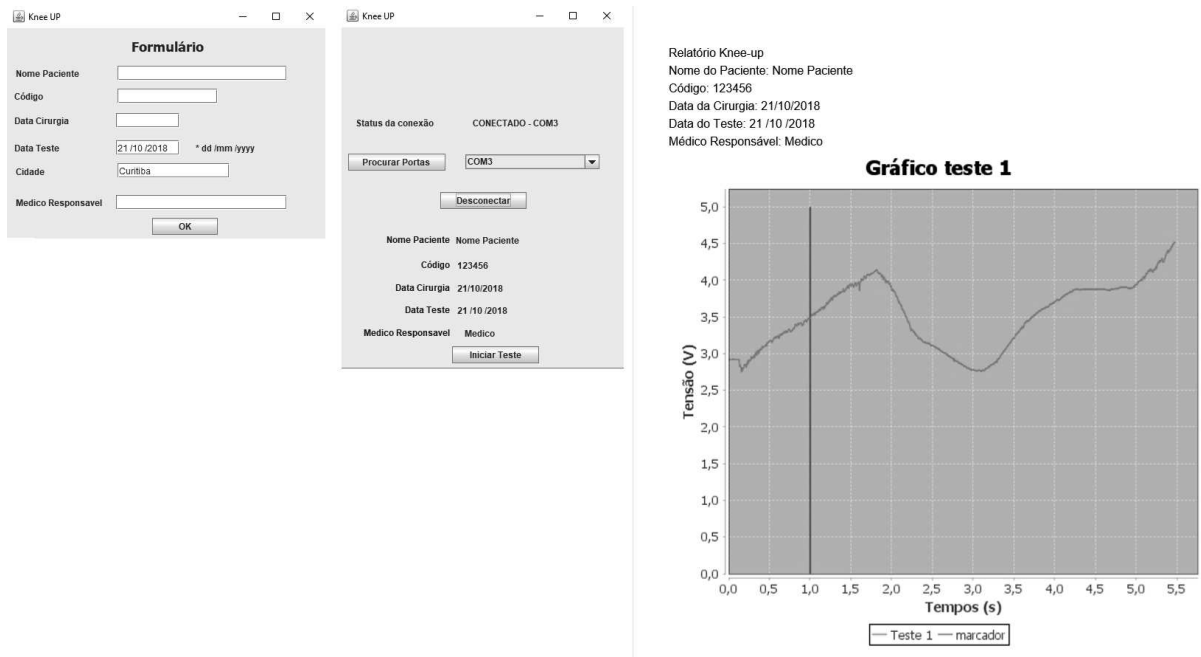 Knee UP
Formulário
Nome Paciente
Código
Data Cirurgia
Data Teste 21 /10 /2018 * dd /mm /yyyy
Cidade Curitiba
Medico Responsavel
OK
Knee UP
Status da conexão CONECTADO - COM3
Procurar Portas COM3
Desconectar
Nome Paciente Nome Paciente
Código 123456
Data Cirurgia 21/10/2018
Data Teste 21 /10 /2018
Medico Responsavel Medico
Iniciar Teste
Relatório Knee-up
Nome do Paciente: Nome Paciente
Código: 123456
Data da Cirurgia: 21/10/2018
Data do Teste: 21 /10 /2018
Médico Responsável: Medico
Gráfico teste 1
Tensão (V)
5,0
4,5
4,0
3,5
3,0
2,5
2,0
1,5
1,0
0,5
0,0
0,0 0,5 1,0 1,5 2,0 2,5 3,0 3,5 4,0 4,5 5,0 5,5
Tempos (s)
Teste 1 marcador